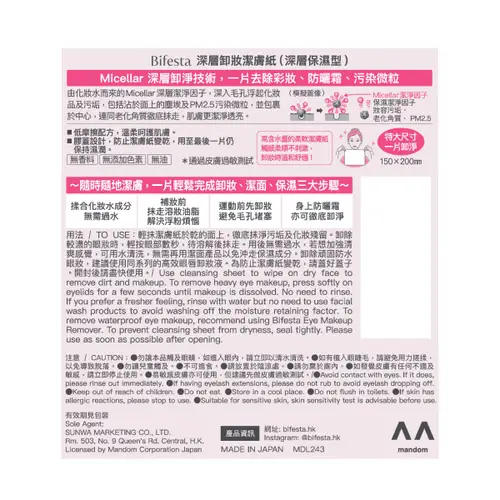 Bifesta 深層卸妝潔膚紙 (深層保濕型)
Micellar 深層卸淨技術，一片去除彩妝、防曬霜、污染微粒
由化妝水而來的Micellar深層潔淨因子，深入毛孔浮起化妝
品及污垢，包括沾於面上的塵埃及PM2.5污染微粒，並包裹
於中心，連同老化角質徹底抹走，肌膚更潔淨透亮。
(模擬圖像)
Micellar潔淨因子
保濕潔淨因子
妝容污垢、
老化角質、PM2.5
■低摩擦配方，溫柔呵護肌膚。
■膠蓋設計，防止潔膚紙變乾，用至最後一片仍
保持濕潤。
無香料 無添加色素 無油 *通過皮膚過敏測試
高含水量的柔軟潔膚紙
觸感柔順不刺激，
卸妝時溫和舒適！
特大尺寸
一片卸淨
150×200mm
～隨時隨地潔膚，一片輕鬆完成卸妝、潔面、保濕三大步驟～
揉合化妝水成分
無需過水
補妝前
抹走溶妝油脂
解決浮粉煩惱
運動前先卸妝
避免毛孔堵塞
身上防曬霜
亦可徹底卸淨
用法 / TO USE：輕抹潔膚紙於乾的面上，徹底抹淨污垢及化妝殘留。卸除
較濃的眼妝時，輕按眼部數秒，待溶解後抹走。用後無需過水，若想加強清
爽感覺，可用水清洗，無需再用潔面產品以免沖走保濕成分。卸除頑固防水
眼妝，建議使用同系列的高效眼唇卸妝液。為防止潔膚紙變乾，請蓋好蓋子
。開封後請盡快使用。/ Use cleansing sheet to wipe on dry face to
remove dirt and makeup. To remove heavy eye makeup, press softly on
eyelids for a few seconds until makeup is dissolved. No need to rinse.
If you prefer a fresher feeling, rinse with water but no need to use facial
wash products to avoid washing off the moisture retaining factor. To
remove waterproof eye makeup, recommend using Bifesta Eye Makeup
Remover. To prevent cleansing sheet from dryness, seal tightly. Please
use as soon as possible after opening.
注意 / CAUTION：●勿讓本品觸及眼睛，如進入眼內，請立即以清水清洗。●如有植入眼睫毛，請避免用力搓揉，
以免導致脫落。●勿讓兒童觸及。●不可進食。●請放置於陰涼處。●請勿棄於廁內。●如發覺皮膚有任何不適及
敏感，請立即停止使用。●易敏感皮膚亦可使用，但建議先做皮膚過敏測試。/●Avoid contact with eyes. If it does,
please rinse out immediately. ●If having eyelash extensions, please do not rub to avoid eyelash dropping off.
●Keep out of reach of children. ●Do not eat. ●Store in a cool place. ●Do not flush in toilets. ●If skin has
allergic reactions, please stop to use. ●Suitable for sensitive skin, skin sensitivity test is advisable before use.
有效期見包裝
Sole Agent:
SUNWA MARKETING CO., LTD.
Rm. 503, No. 9 Queen's Rd. Central, H.K.
Licensed by Mandom Corporation Japan
產品資訊
網址: bifesta.hk
Instagram: @bifesta.hk
MADE IN JAPAN MDL243
mandom